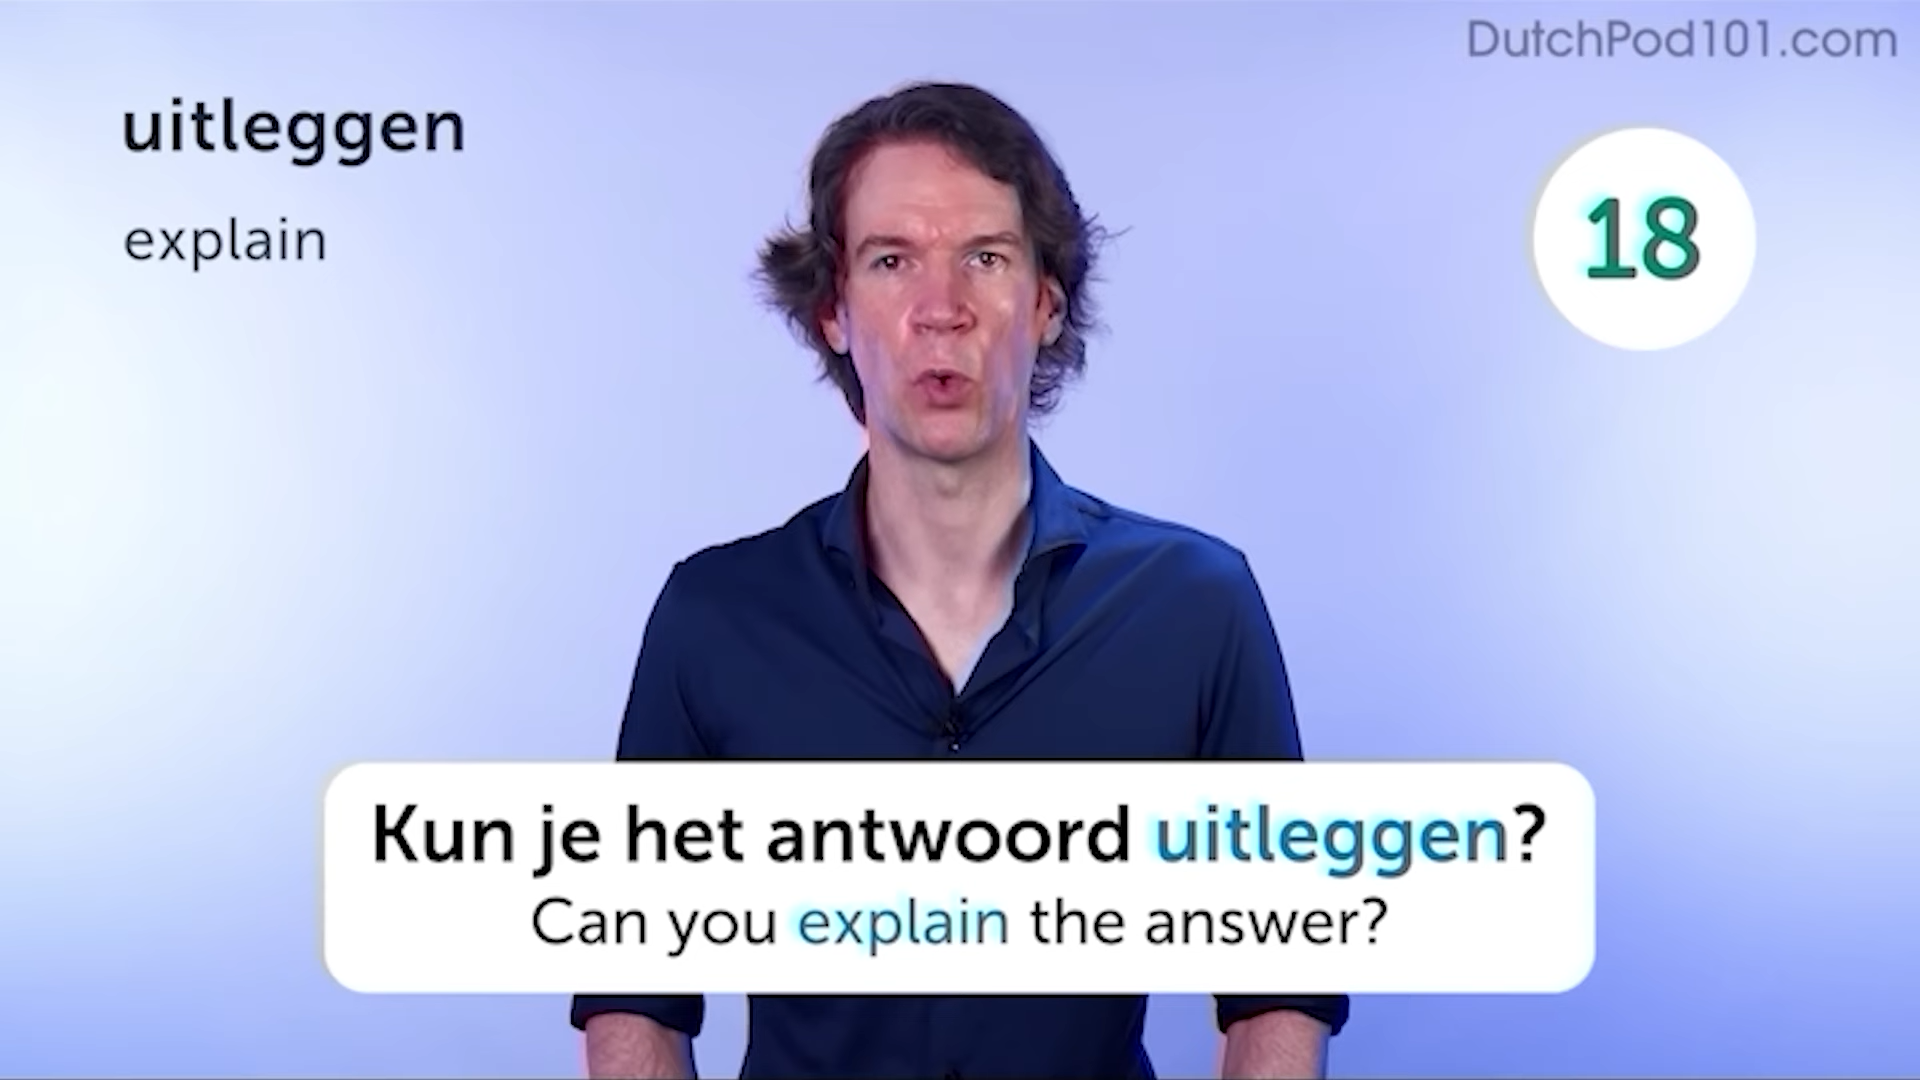 DutchPod101.com
uitleggen
explain
18
Kun je het antwoord uitleggen?
Can you explain the answer?